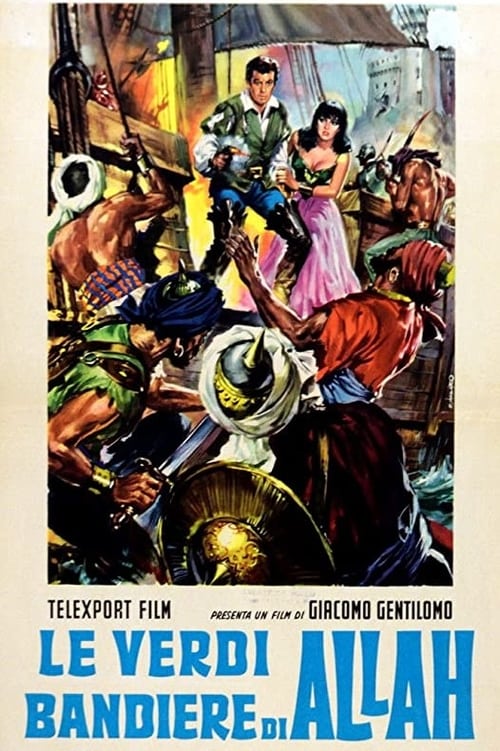 TELEXPORT FILM PRESENTA UN FILM DI GIACOMO GENTILOMO
LE VERDI
BANDIERE DI ALLAH